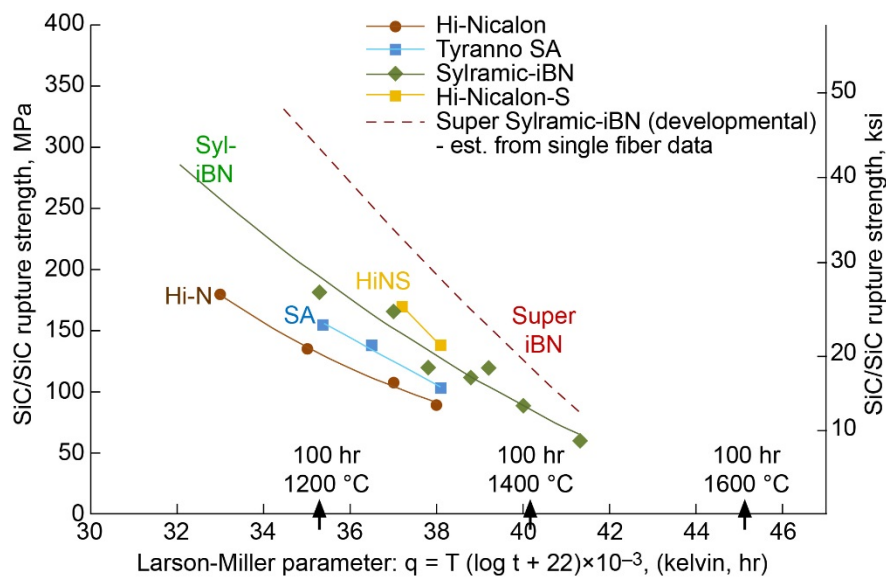 400
350
300
250
200
150
100
50
0
SiC/SiC rupture strength, MPa
Hi-Nicalon
Tyranno SA
Sylramic-iBN
Hi-Nicalon-S
Super Sylramic-iBN (developmental)
- est. from single fiber data
Syl-
iBN
Hi-N
SA
HiNS
Super
iBN
100 hr
1200 °C
100 hr
1400 °C
100 hr
1600 °C
50
40
30
20
10
SiC/SiC rupture strength, ksi
30 32 34 36 38 40 42 44 46
Larson-Miller parameter: q = T (log t + 22)×10⁻³, (kelvin, hr)